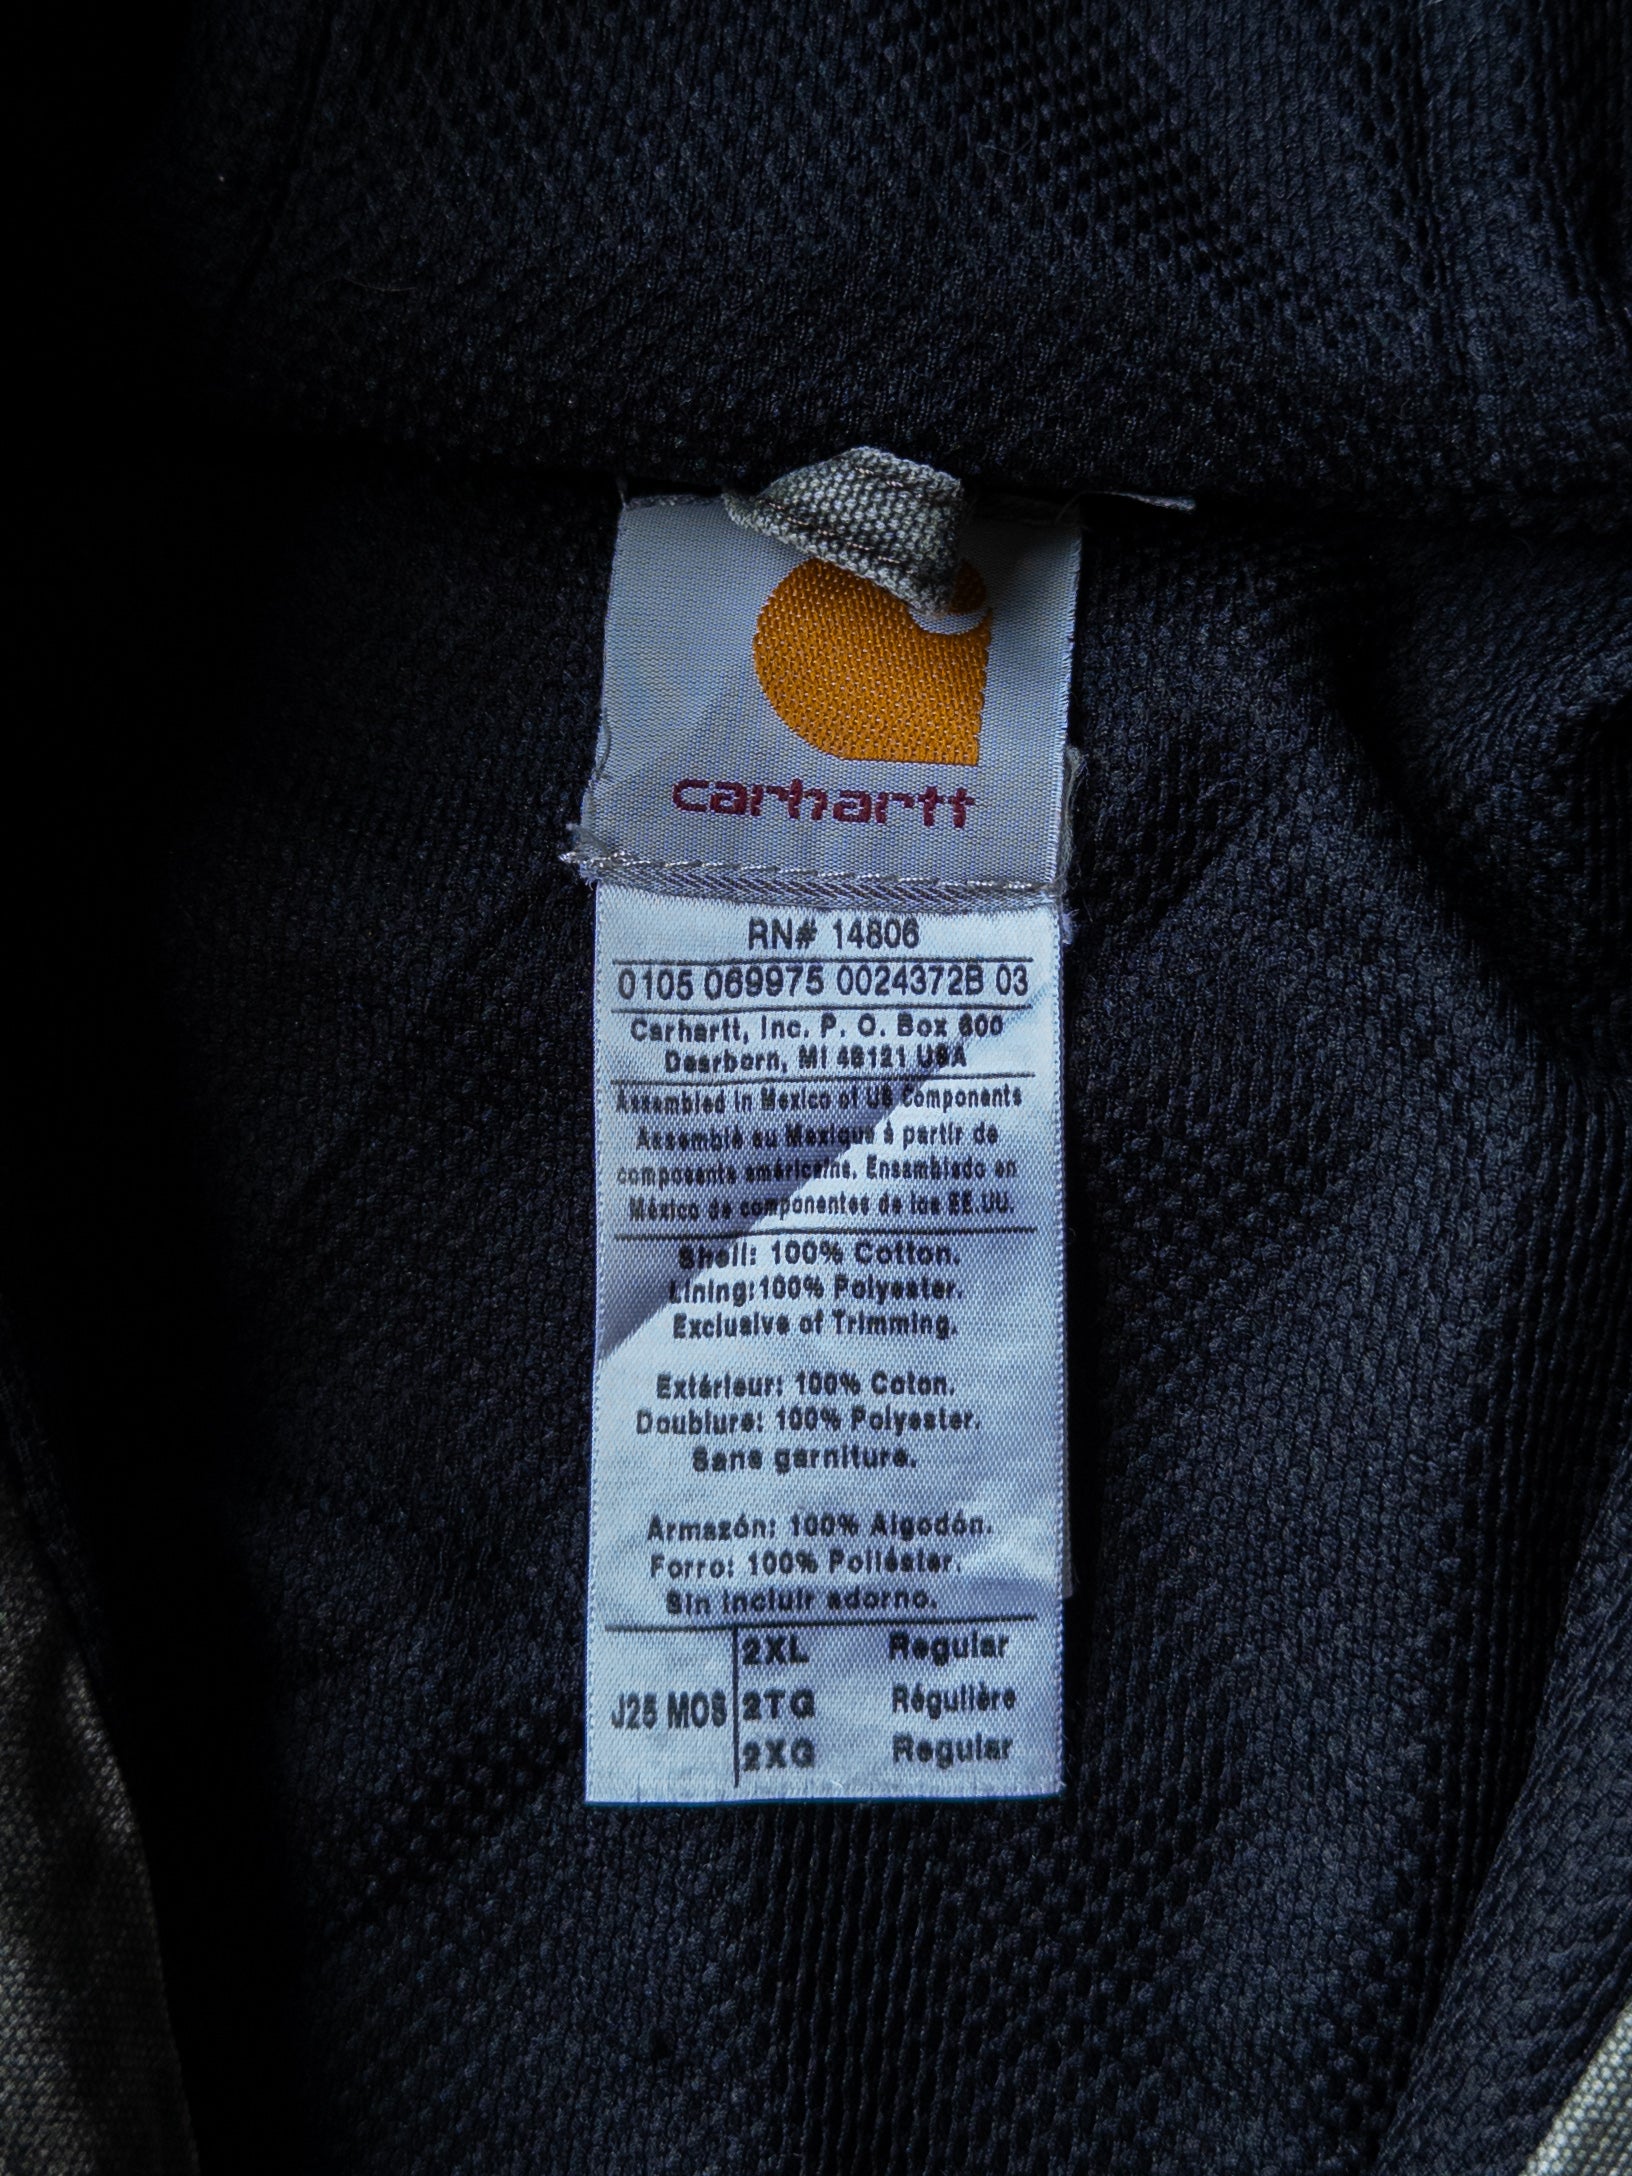 carhartt
RN# 14806
0105 069975 0024372B 03
Carhartt, Inc. P. O. Box 600
Dearborn, MI 48121 USA
Assembled in Mexico of US Components
Assemblé au Mexique à partir de
composants américains. Ensamblado en
México de componentes de los EE.UU.
Shell: 100% Cotton.
Lining:100% Polyester.
Exclusive of Trimming.
Extérieur: 100% Coton.
Doublure: 100% Polyester.
Sans garniture.
Armazón: 100% Algodón.
Forro: 100% Poliéster.
Sin incluir adorno.
2XL Regular
J25 MOS 2TG Régulière
2XG Regular